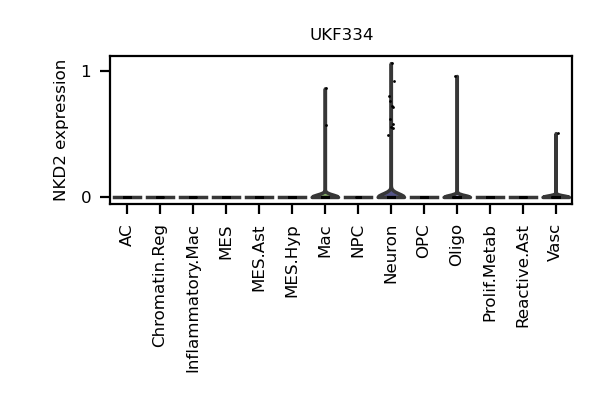 UKF334
NKD2 expression
1
0
AC
Chromatin.Reg
Inflammatory.Mac
MES
MES.Ast
MES.Hyp
Mac
NPC
Neuron
OPC
Oligo
Prolif.Metab
Reactive.Ast
Vasc